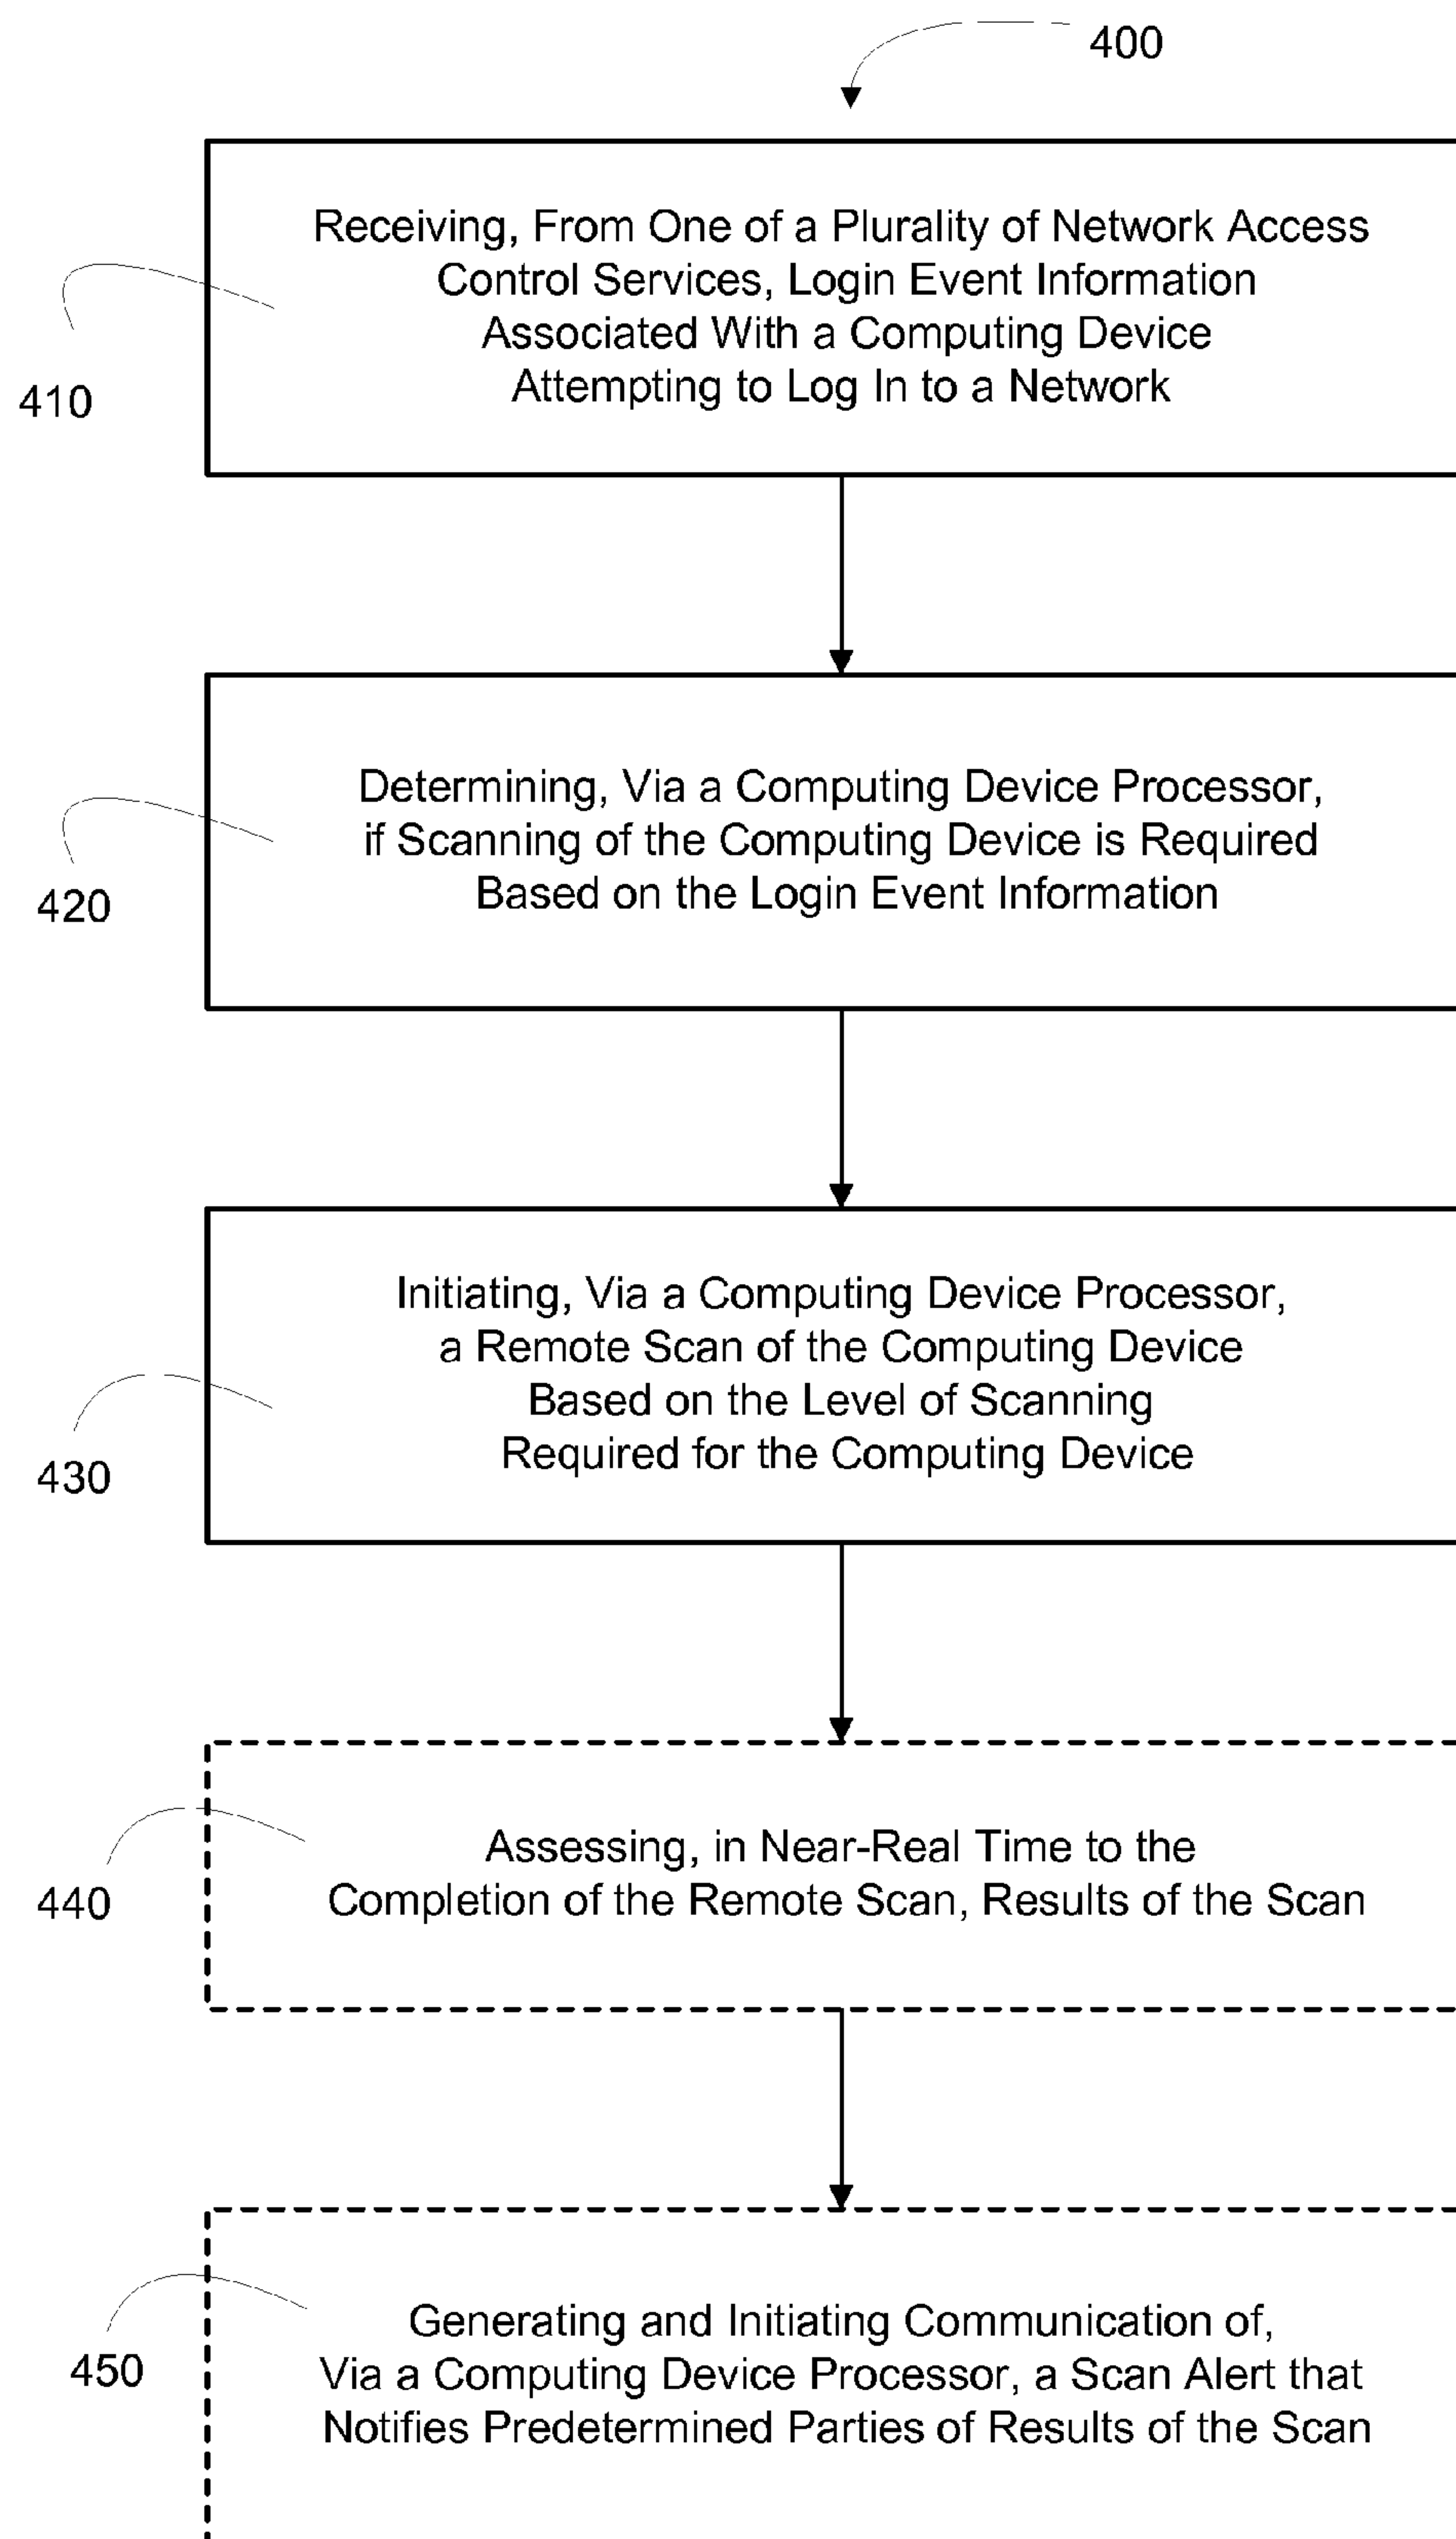 400
Receiving, From One of a Plurality of Network Access
Control Services, Login Event Information
Associated With a Computing Device
Attempting to Log In to a Network
410
Determining, Via a Computing Device Processor,
if Scanning of the Computing Device is Required
Based on the Login Event Information
420
Initiating, Via a Computing Device Processor,
a Remote Scan of the Computing Device
Based on the Level of Scanning
Required for the Computing Device
430
Assessing, in Near-Real Time to the
Completion of the Remote Scan, Results of the Scan
440
Generating and Initiating Communication of,
Via a Computing Device Processor, a Scan Alert that
Notifies Predetermined Parties of Results of the Scan
450